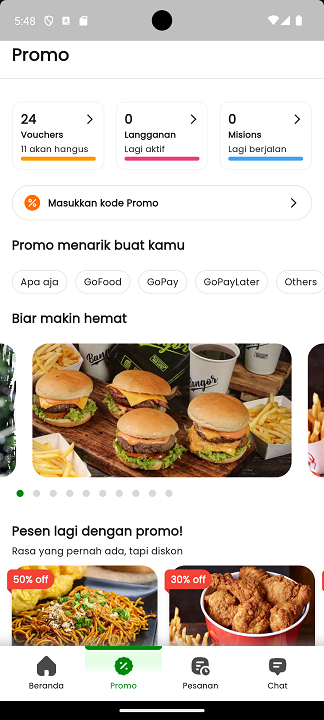 5:48
Promo
24
Vouchers
11 akan hangus
0
Langganan
Lagi aktif
0
Misions
Lagi berjalan
Masukkan kode Promo
Promo menarik buat kamu
Apa aja
GoFood
GoPay
GoPayLater
Others
Biar makin hemat
Bangor
Pesen lagi dengan promo!
Rasa yang pernah ada, tapi diskon
50% off
30% off
Beranda
Promo
Pesanan
Chat